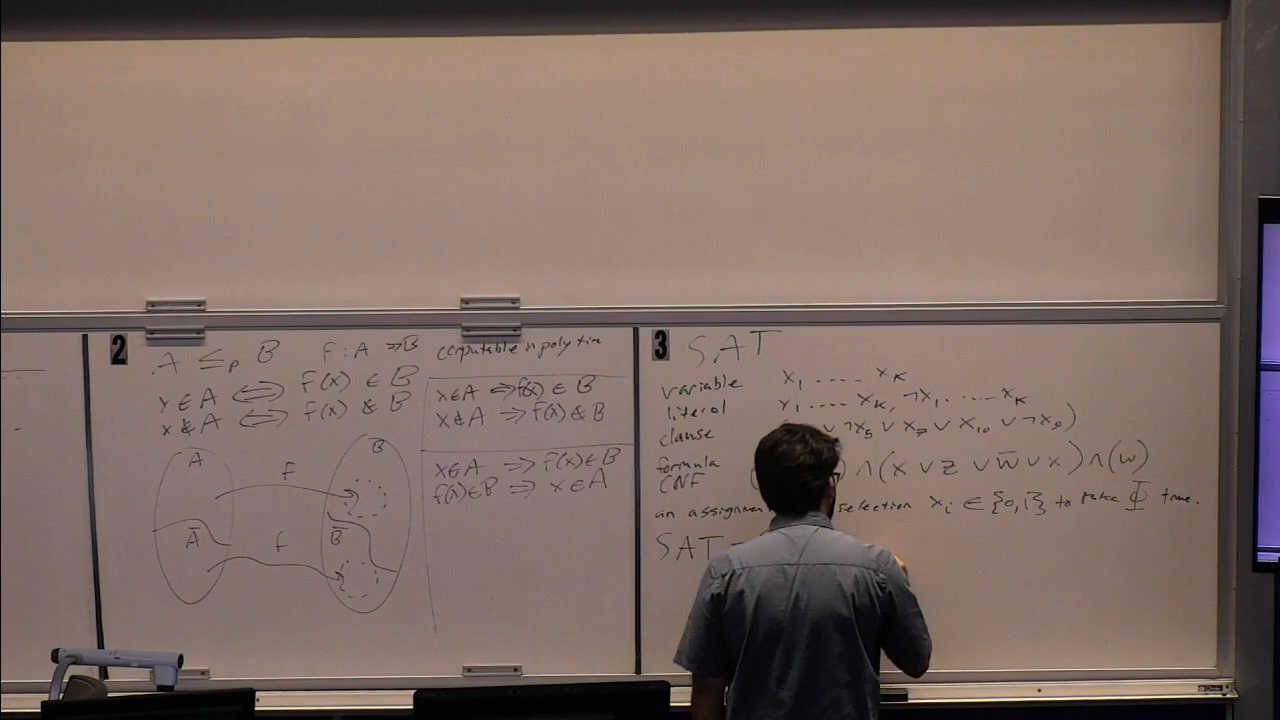 2
A ≤p B F : A → B computable in poly time
x ∈ A ⟺ F(x) ∈ B
x ∉ A ⟺ F(x) ∉ B
x ∈ A ⇒ f(x) ∈ B
x ∉ A ⇒ f(x) ∉ B
x ∈ A ⇒ F(x) ∈ B
f(x) ∈ B ⇒ x ∈ A
A f B
Ā f B̄
3 SAT
variable x₁ ..... xₖ
literal x₁ ..... xₖ, ¬x₁ ..... ¬xₖ
clause ∨ ¬x₅ ∨ x₇ ∨ x₁₀ ∨ ¬x₉)
formula
CNF ) ∧ (x ∨ z ∨ w̄ ∨ x) ∧ (w)
an selection xᵢ ∈ {0,1} to make Φ true.
SAT